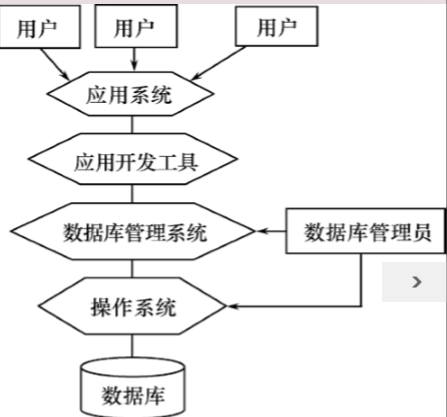 用户
用户
用户
应用系统
应用开发工具
数据库管理系统
数据库管理员
操作系统
数据库